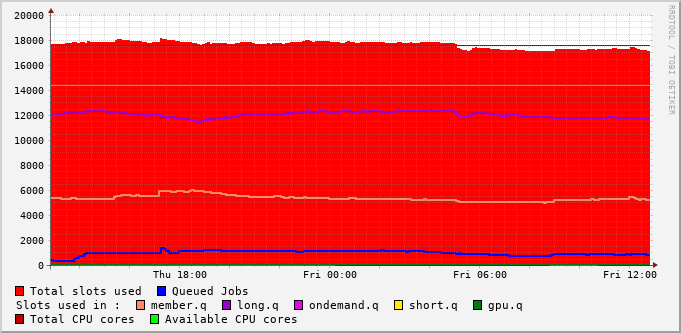 20000
18000
16000
14000
12000
10000
8000
6000
4000
2000
0
Thu 18:00 Fri 00:00 Fri 06:00 Fri 12:00
RRDTOOL / TOBI OETIKER
Total slots used Queued Jobs
Slots used in : member.q long.q ondemand.q short.q gpu.q
Total CPU cores Available CPU cores